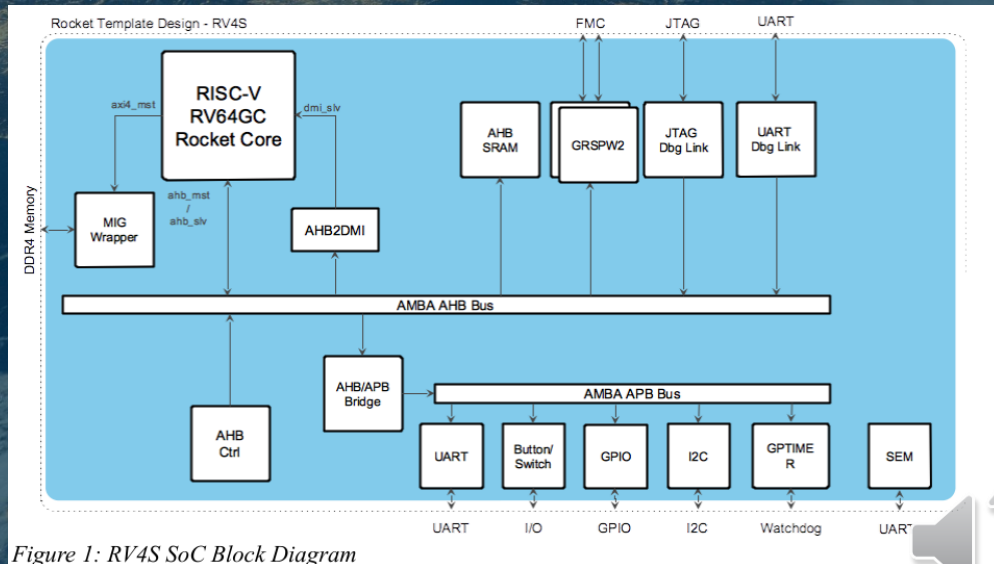 Rocket Template Design - RV4S
FMC
JTAG
UART
axi4_mst
RISC-V
RV64GC
Rocket Core
dmi_slv
AHB
SRAM
GRSPW2
JTAG
Dbg Link
UART
Dbg Link
DDR4 Memory
MIG
Wrapper
ahb_mst
/
ahb_slv
AHB2DMI
AMBA AHB Bus
AHB/APB
Bridge
AMBA APB Bus
AHB
Ctrl
UART
Button/
Switch
GPIO
I2C
GPTIME
R
SEM
UART
I/O
GPIO
I2C
Watchdog
Figure 1: RV4S SoC Block Diagram